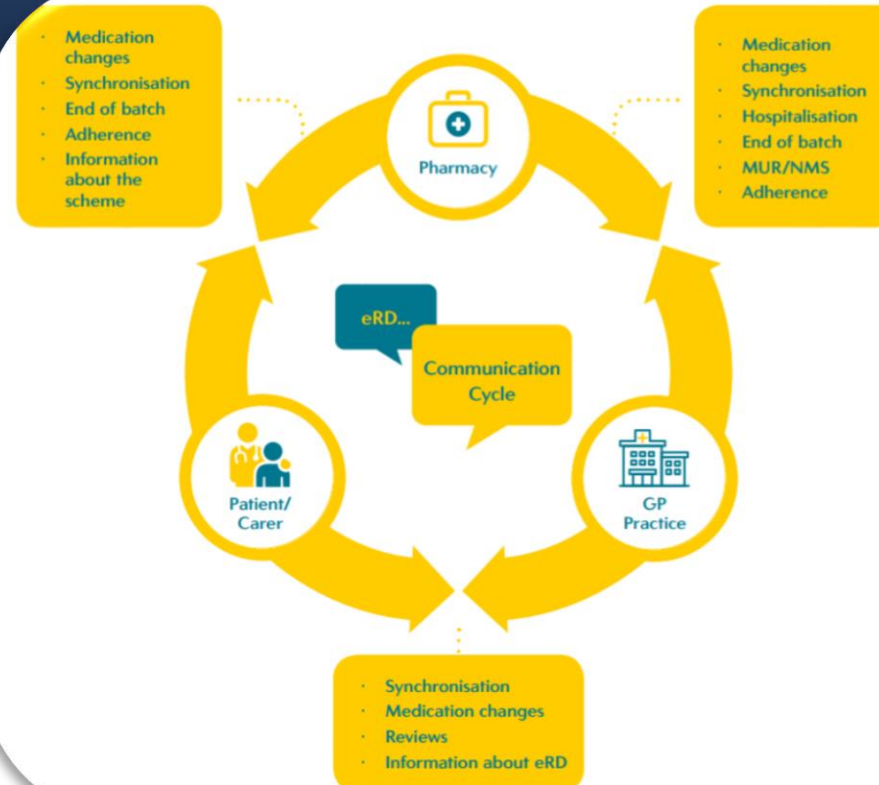 · Medication
changes
· Synchronisation
· End of batch
· Adherence
· Information
about the
scheme
Pharmacy
· Medication
changes
· Synchronisation
· Hospitalisation
· End of batch
· MUR/NMS
· Adherence
eRD...
Communication
Cycle
Patient/
Carer
GP
Practice
· Synchronisation
· Medication changes
· Reviews
· Information about eRD